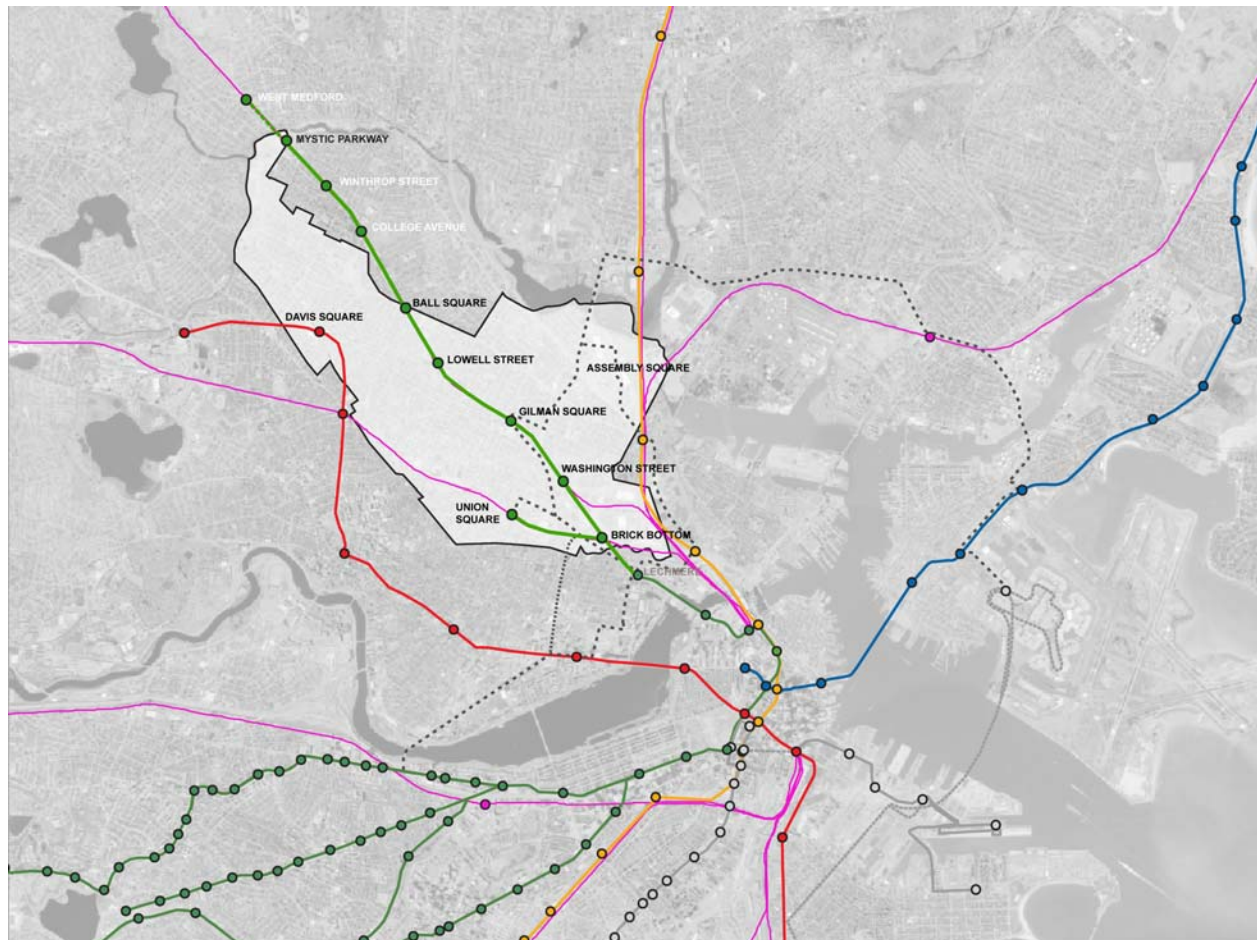 WEST MEDFORD
MYSTIC PARKWAY
WINTHROP STREET
COLLEGE AVENUE
BALL SQUARE
DAVIS SQUARE
LOWELL STREET
ASSEMBLY SQUARE
GILMAN SQUARE
WASHINGTON STREET
UNION
SQUARE
BRICK BOTTOM
LECHMERE